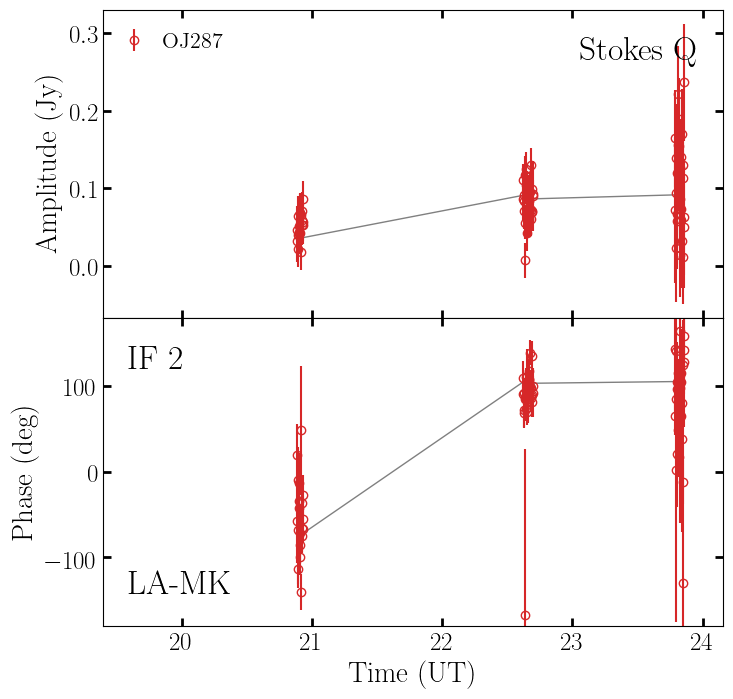 OJ287
Stokes Q
0.3
0.2
0.1
0.0
Amplitude (Jy)
IF 2
100
0
−100
Phase (deg)
LA-MK
20 21 22 23 24
Time (UT)